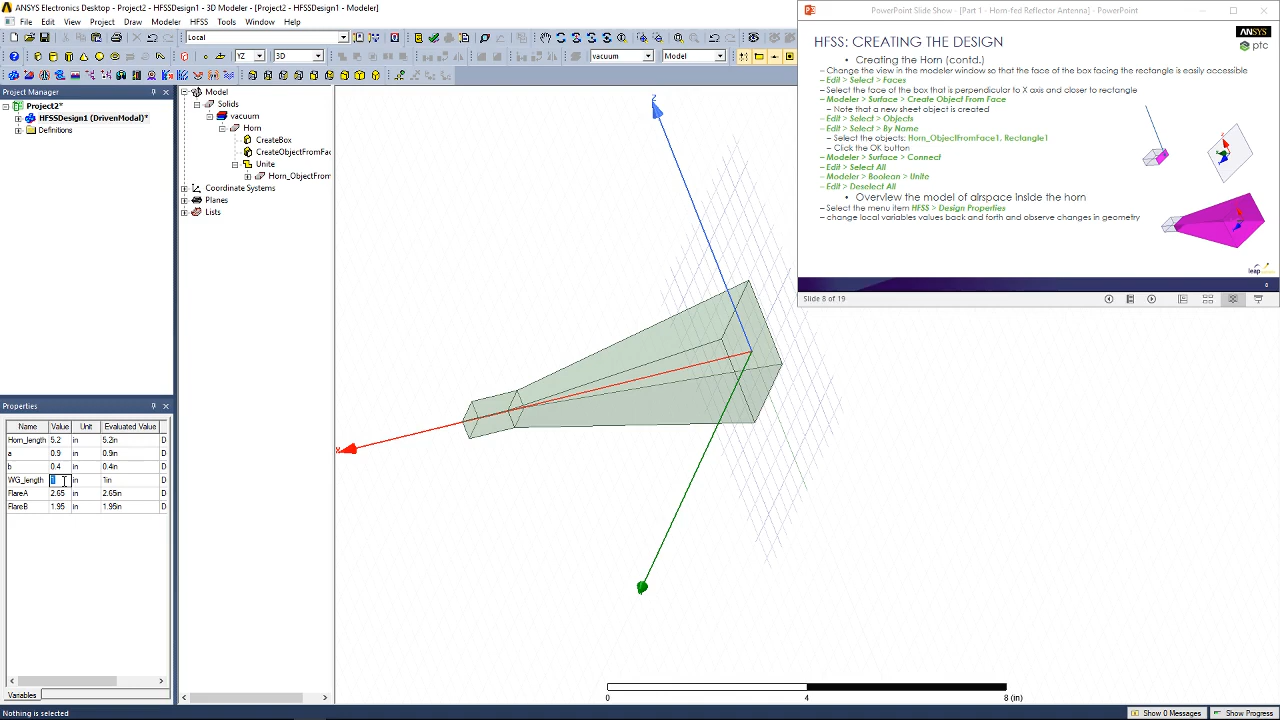 ANSYS Electronics Desktop - Project2 - HFSSDesign1 - 3D Modeler - [Project2 - HFSSDesign1 - Modeler]
File Edit View Project Draw Modeler HFSS Tools Window Help
Local
YZ 3D vacuum Model
Project Manager
Project2*
HFSSDesign1 (DrivenModal)*
Definitions
Model
Solids
vacuum
Horn
CreateBox
CreateObjectFromFac
Unite
Horn_ObjectFrom
Coordinate Systems
Planes
Lists
Properties
Name Value Unit Evaluated Value
Horn_length 5.2 in 5.2in D
a 0.9 in 0.9in D
b 0.4 in 0.4in D
WG_length 1 in 1in D
FlareA 2.65 in 2.65in D
FlareB 1.95 in 1.95in D
Variables
Nothing is selected
Z
X
0 4 8 (in)
Show 0 Messages Show Progress
PowerPoint Slide Show - [Part 1 - Horn-fed Reflector Antenna] - PowerPoint
ANSYS
ptc
HFSS: CREATING THE DESIGN
• Creating the Horn (contd.)
– Change the view in the modeler window so that the face of the box facing the rectangle is easily accessible
– Edit > Select > Faces
– Select the face of the box that is perpendicular to X axis and closer to rectangle
– Modeler > Surface > Create Object From Face
• Note that a new sheet object is created
– Edit > Select > Objects
– Edit > Select > By Name
– Select the objects: Horn_ObjectFromFace1, Rectangle1
– Click the OK button
– Modeler > Surface > Connect
– Edit > Select All
– Modeler > Boolean > Unite
– Edit > Deselect All
• Overview the model of airspace inside the horn
– Select the menu item HFSS > Design Properties
– change local variables values back and forth and observe changes in geometry
leap
6
Slide 8 of 19